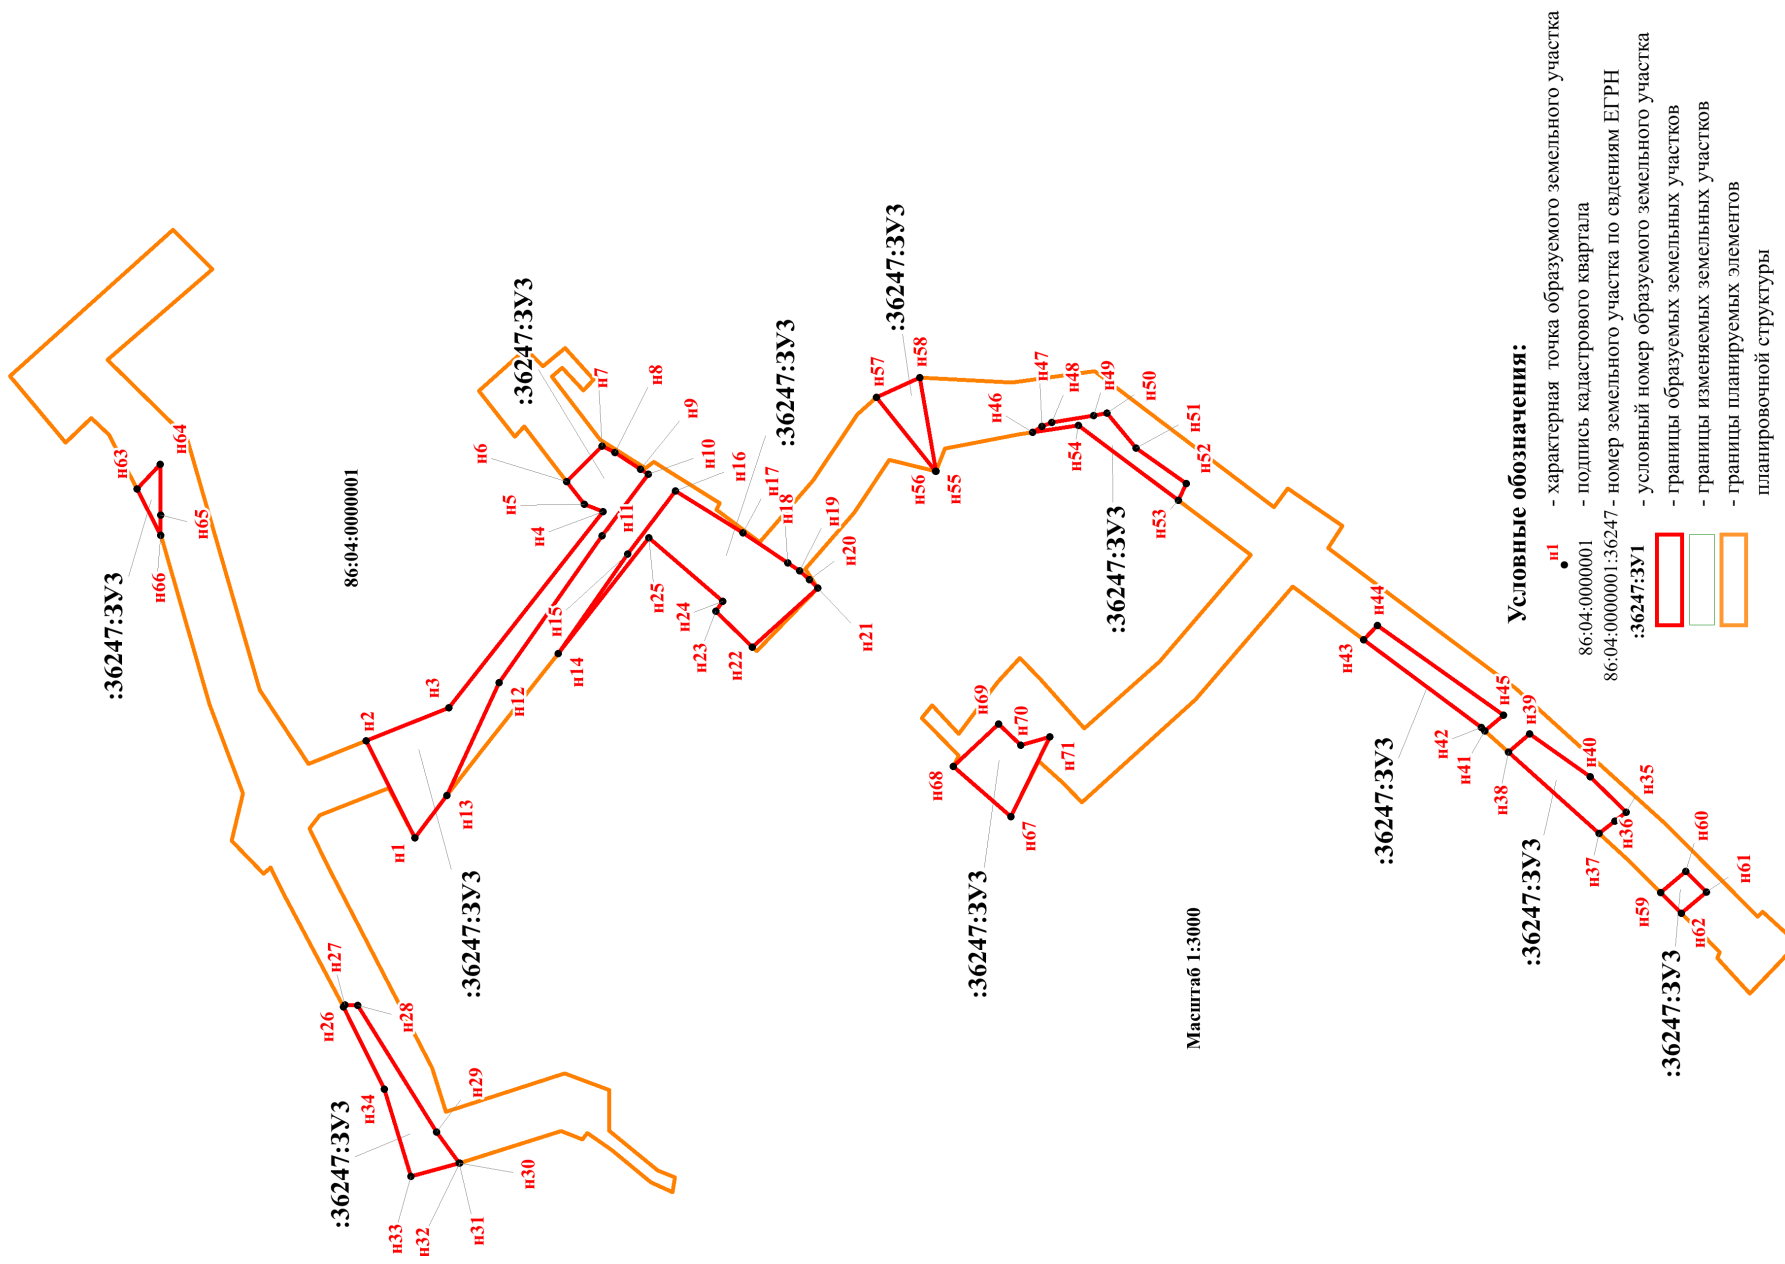 :36247:ЗУ3
н63
н64
н65
н66
86:04:0000001
н2
н3
н1
н13
:36247:ЗУ3
н12
н14
н15
н4
н5
н6
:36247:ЗУ3
н7
н8
н9
н10
н11
н16
н17
:36247:ЗУ3
н18
н19
н20
н21
н22
н23
н24
н25
н26
н27
н28
н29
н30
н31
н32
н33
н34
:36247:ЗУ3
:36247:ЗУ3
н57
н58
н56
н55
н46
н47
н48
н49
н50
н51
н52
н53
н54
:36247:ЗУ3
н69
н70
н71
н68
н67
:36247:ЗУ3
н43
н44
н45
н42
н41
:36247:ЗУ3
н39
н40
н38
н35
н36
н37
:36247:ЗУ3
н59
н60
н61
н62
:36247:ЗУ3
Масштаб 1:3000
Условные обозначения:
н1 - характерная точка образуемого земельного участка
86:04:0000001 - подпись кадастрового квартала
86:04:0000001:36247 - номер земельного участка по сведениям ЕГРН
:36247:ЗУ1 - условный номер образуемого земельного участка
- границы образуемых земельных участков
- границы изменяемых земельных участков
- границы планируемых элементов
планировочной структуры